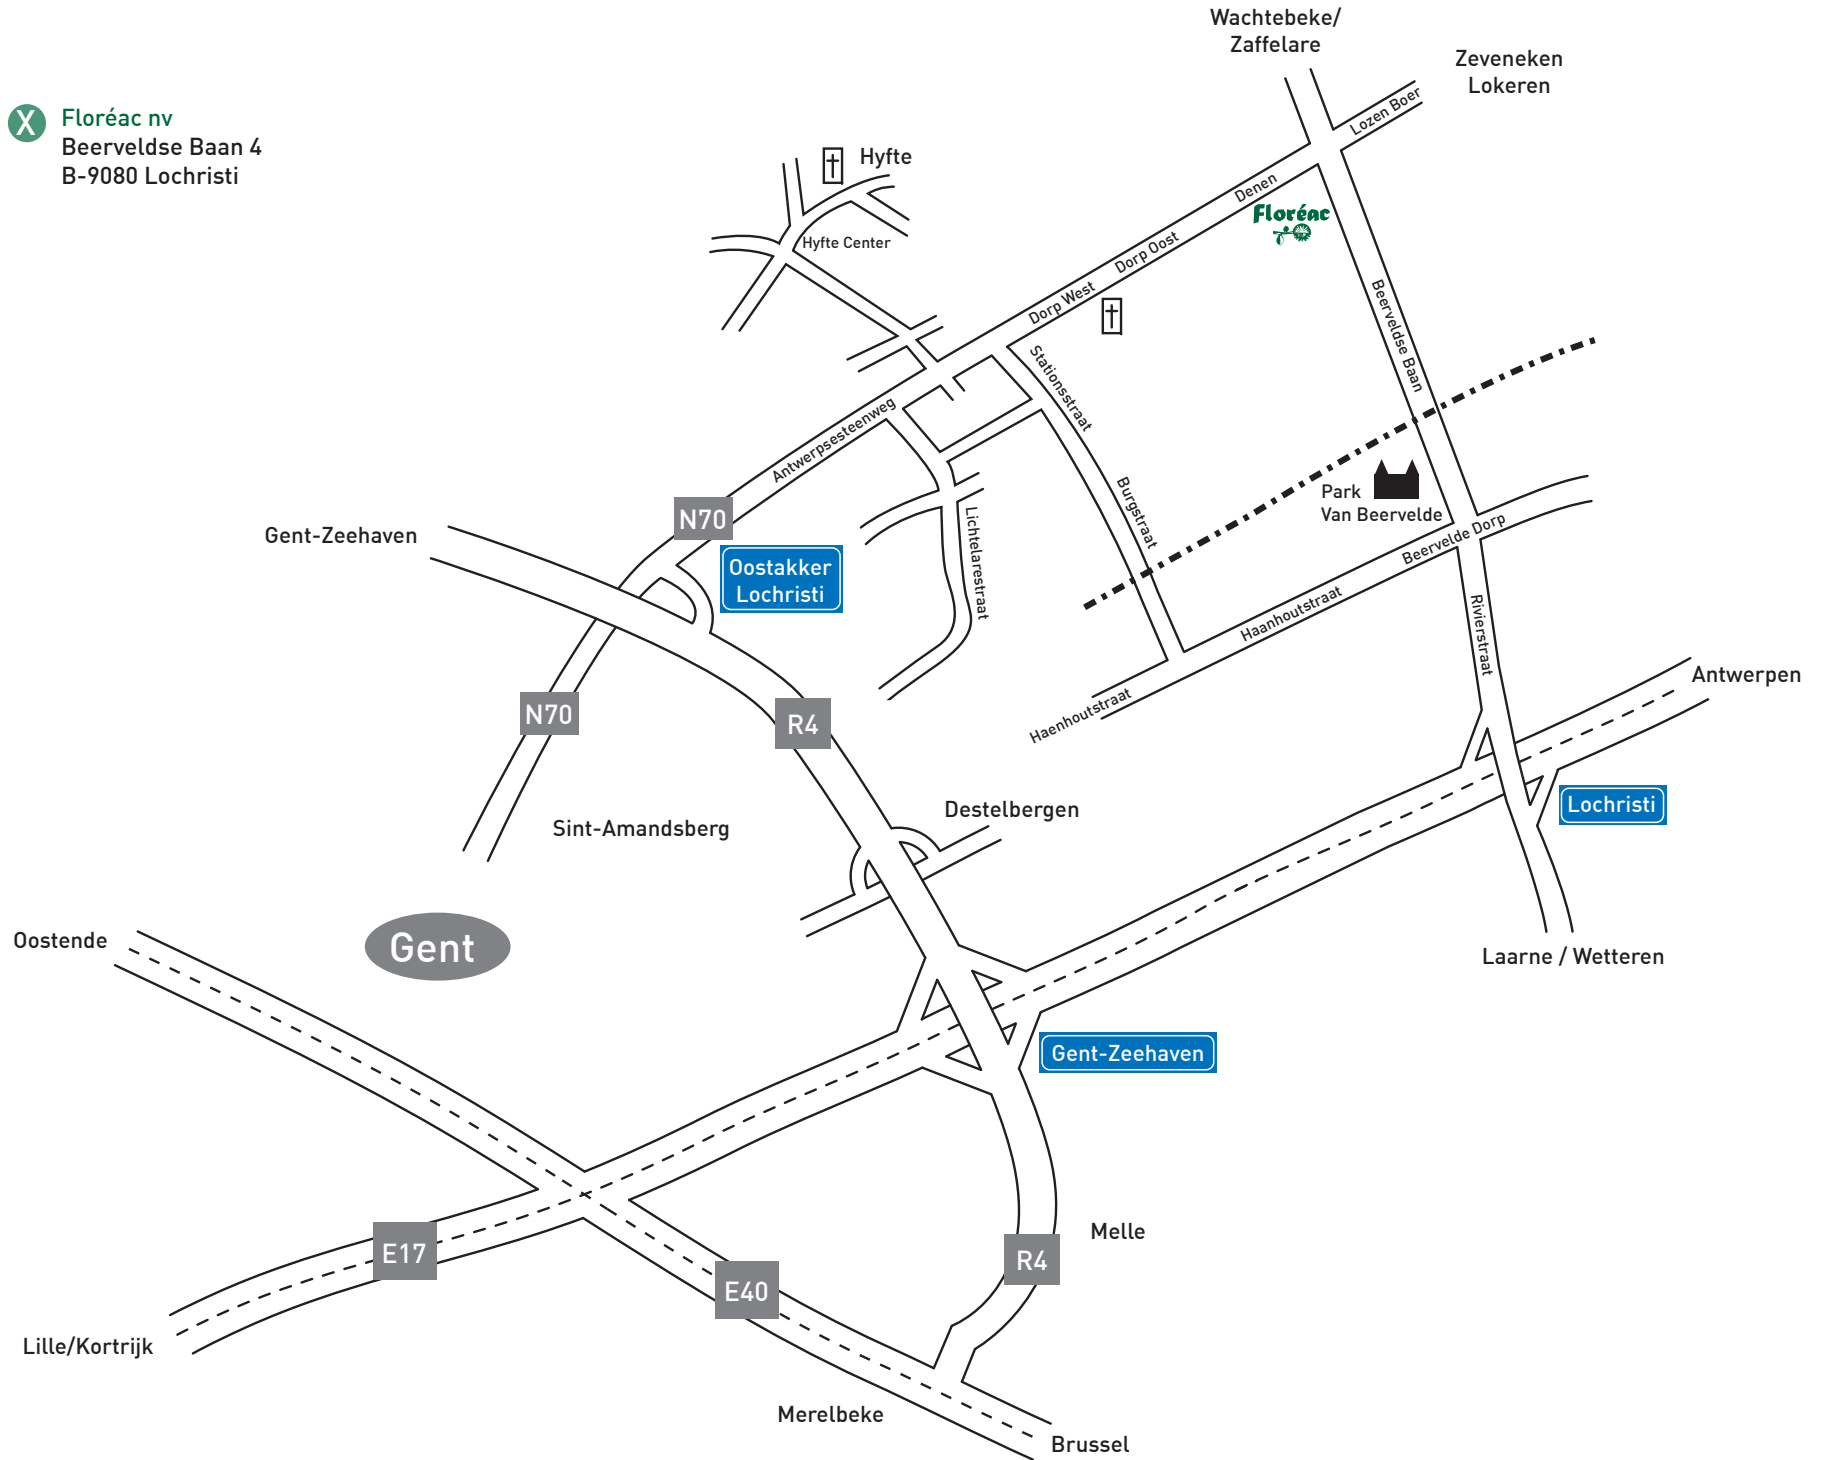 Wachtebeke/
Zaffelare
Zeveneken
Lokeren
Lozen Boer
X
Floréac nv
Beerveldse Baan 4
B-9080 Lochristi
Hyfte
Hyfte Center
Denen
Floréac
Dorp Oost
Dorp West
Beerveldse Baan
Stationsstraat
Antwerpsesteenweg
Burgstraat
Park
Van Beervelde
Beervelde Dorp
N70
Gent-Zeehaven
Oostakker
Lochristi
Lichtelarestraat
Haanhoutstraat
Rivierstraat
Antwerpen
Haenhoutstraat
N70
R4
Lochristi
Sint-Amandsberg
Destelbergen
Oostende
Gent
Laarne / Wetteren
Gent-Zeehaven
Melle
E17
R4
E40
Lille/Kortrijk
Merelbeke
Brussel